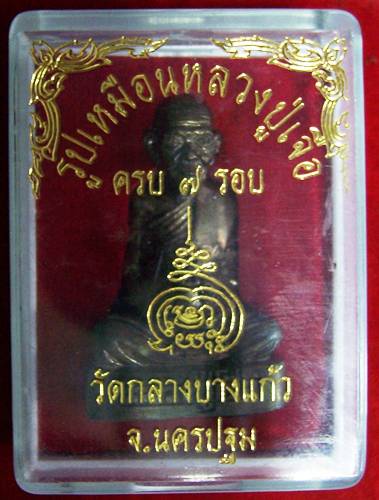 รูปเหมือนหลวงปู่เจือ
ครบ ๗ รอบ
วัดกลางบางแก้ว
จ.นครปฐม